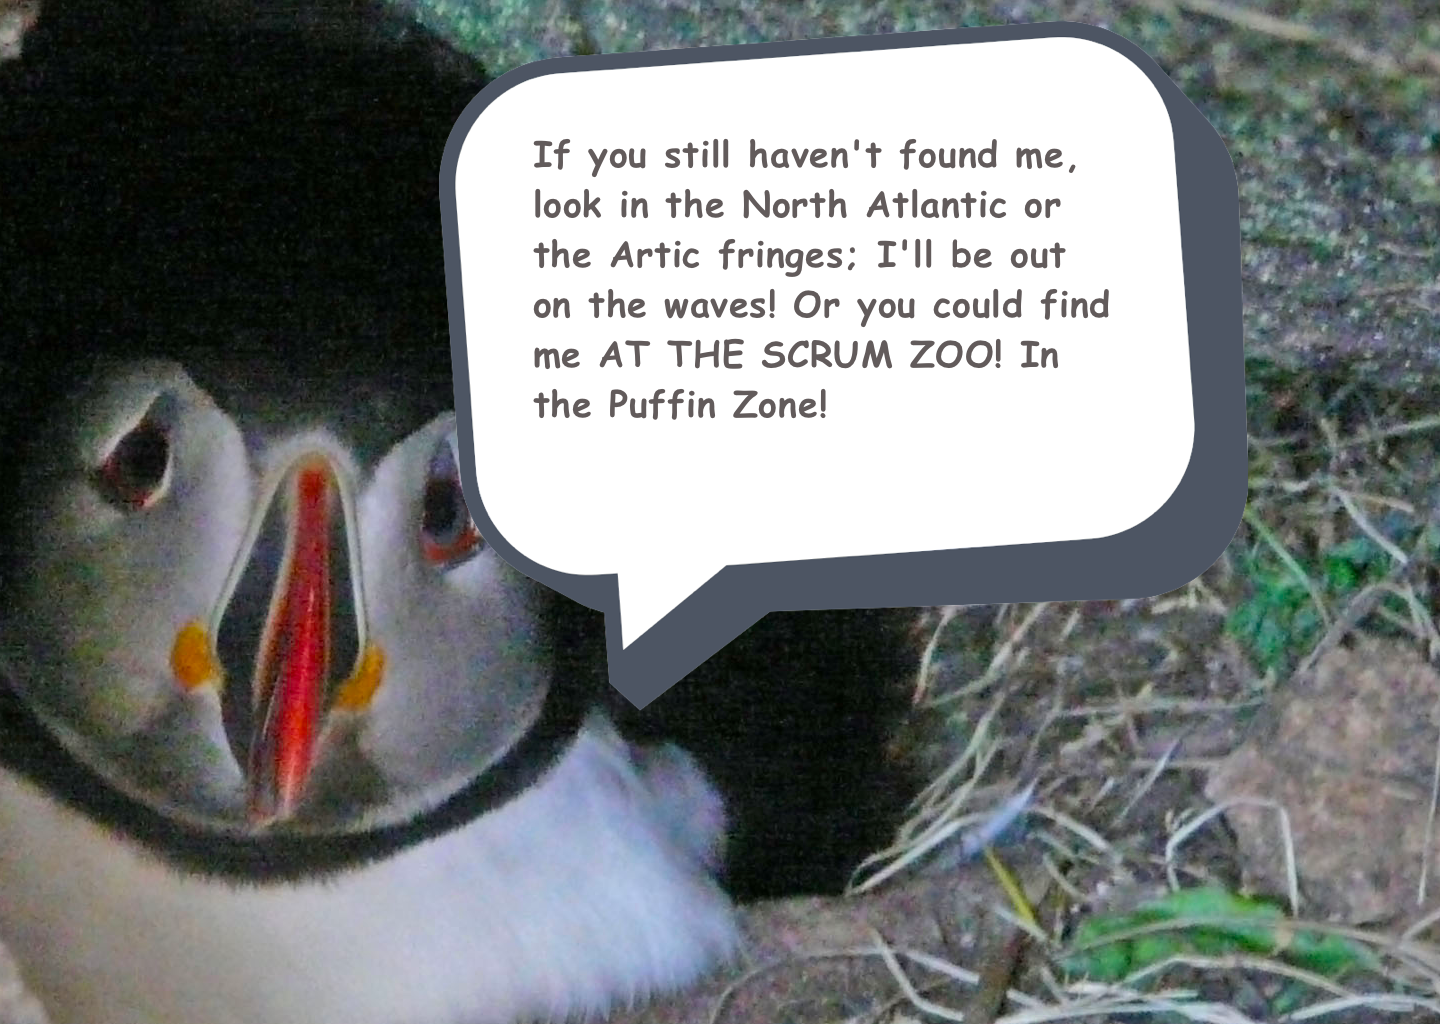 If you still haven't found me,
look in the North Atlantic or
the Artic fringes; I'll be out
on the waves! Or you could find
me AT THE SCRUM ZOO! In
the Puffin Zone!